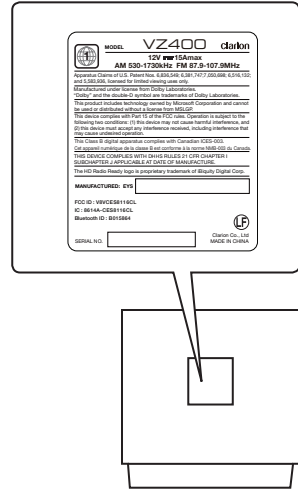 MODEL VZ400 clarion
12V ⎓ 15Amax
AM 530-1730kHz FM 87.9-107.9MHz
Apparatus Claims of U.S. Patent Nos. 4,836,549; 6,381,747;7,050,698; 6,516,132;
and 5,583,936, licensed for limited viewing uses only.
Manufactured under license from Dolby Laboratories.
"Dolby" and the double-D symbol are trademarks of Dolby Laboratories.
This product includes technology owned by Microsoft Corporation and cannot
be used or distributed without a license from MSLGP.
This device complies with Part 15 of the FCC rules. Operation is subject to the
following two conditions: (1) this device may not cause harmful interference, and
(2) this device must accept any interference received, including interference that
may cause undesired operation.
This Class B digital apparatus complies with Canadian ICES-003.
Cet appareil numérique de la classe B est conforme à la norme NMB-003 du Canada.
THIS DEVICE COMPLIES WITH DHHS RULES 21 CFR CHAPTER I
SUBCHAPTER J APPLICABLE AT DATE OF MANUFACTURE.
The HD Radio Ready logo is proprietary trademark of iBiquity Digital Corp.
MANUFACTURED: EYS
FCC ID : V8VCES8116CL
IC : 8614A-CES8116CL
Bluetooth ID : B015864
LF
SERIAL NO.
Clarion Co., Ltd
MADE IN CHINA
1